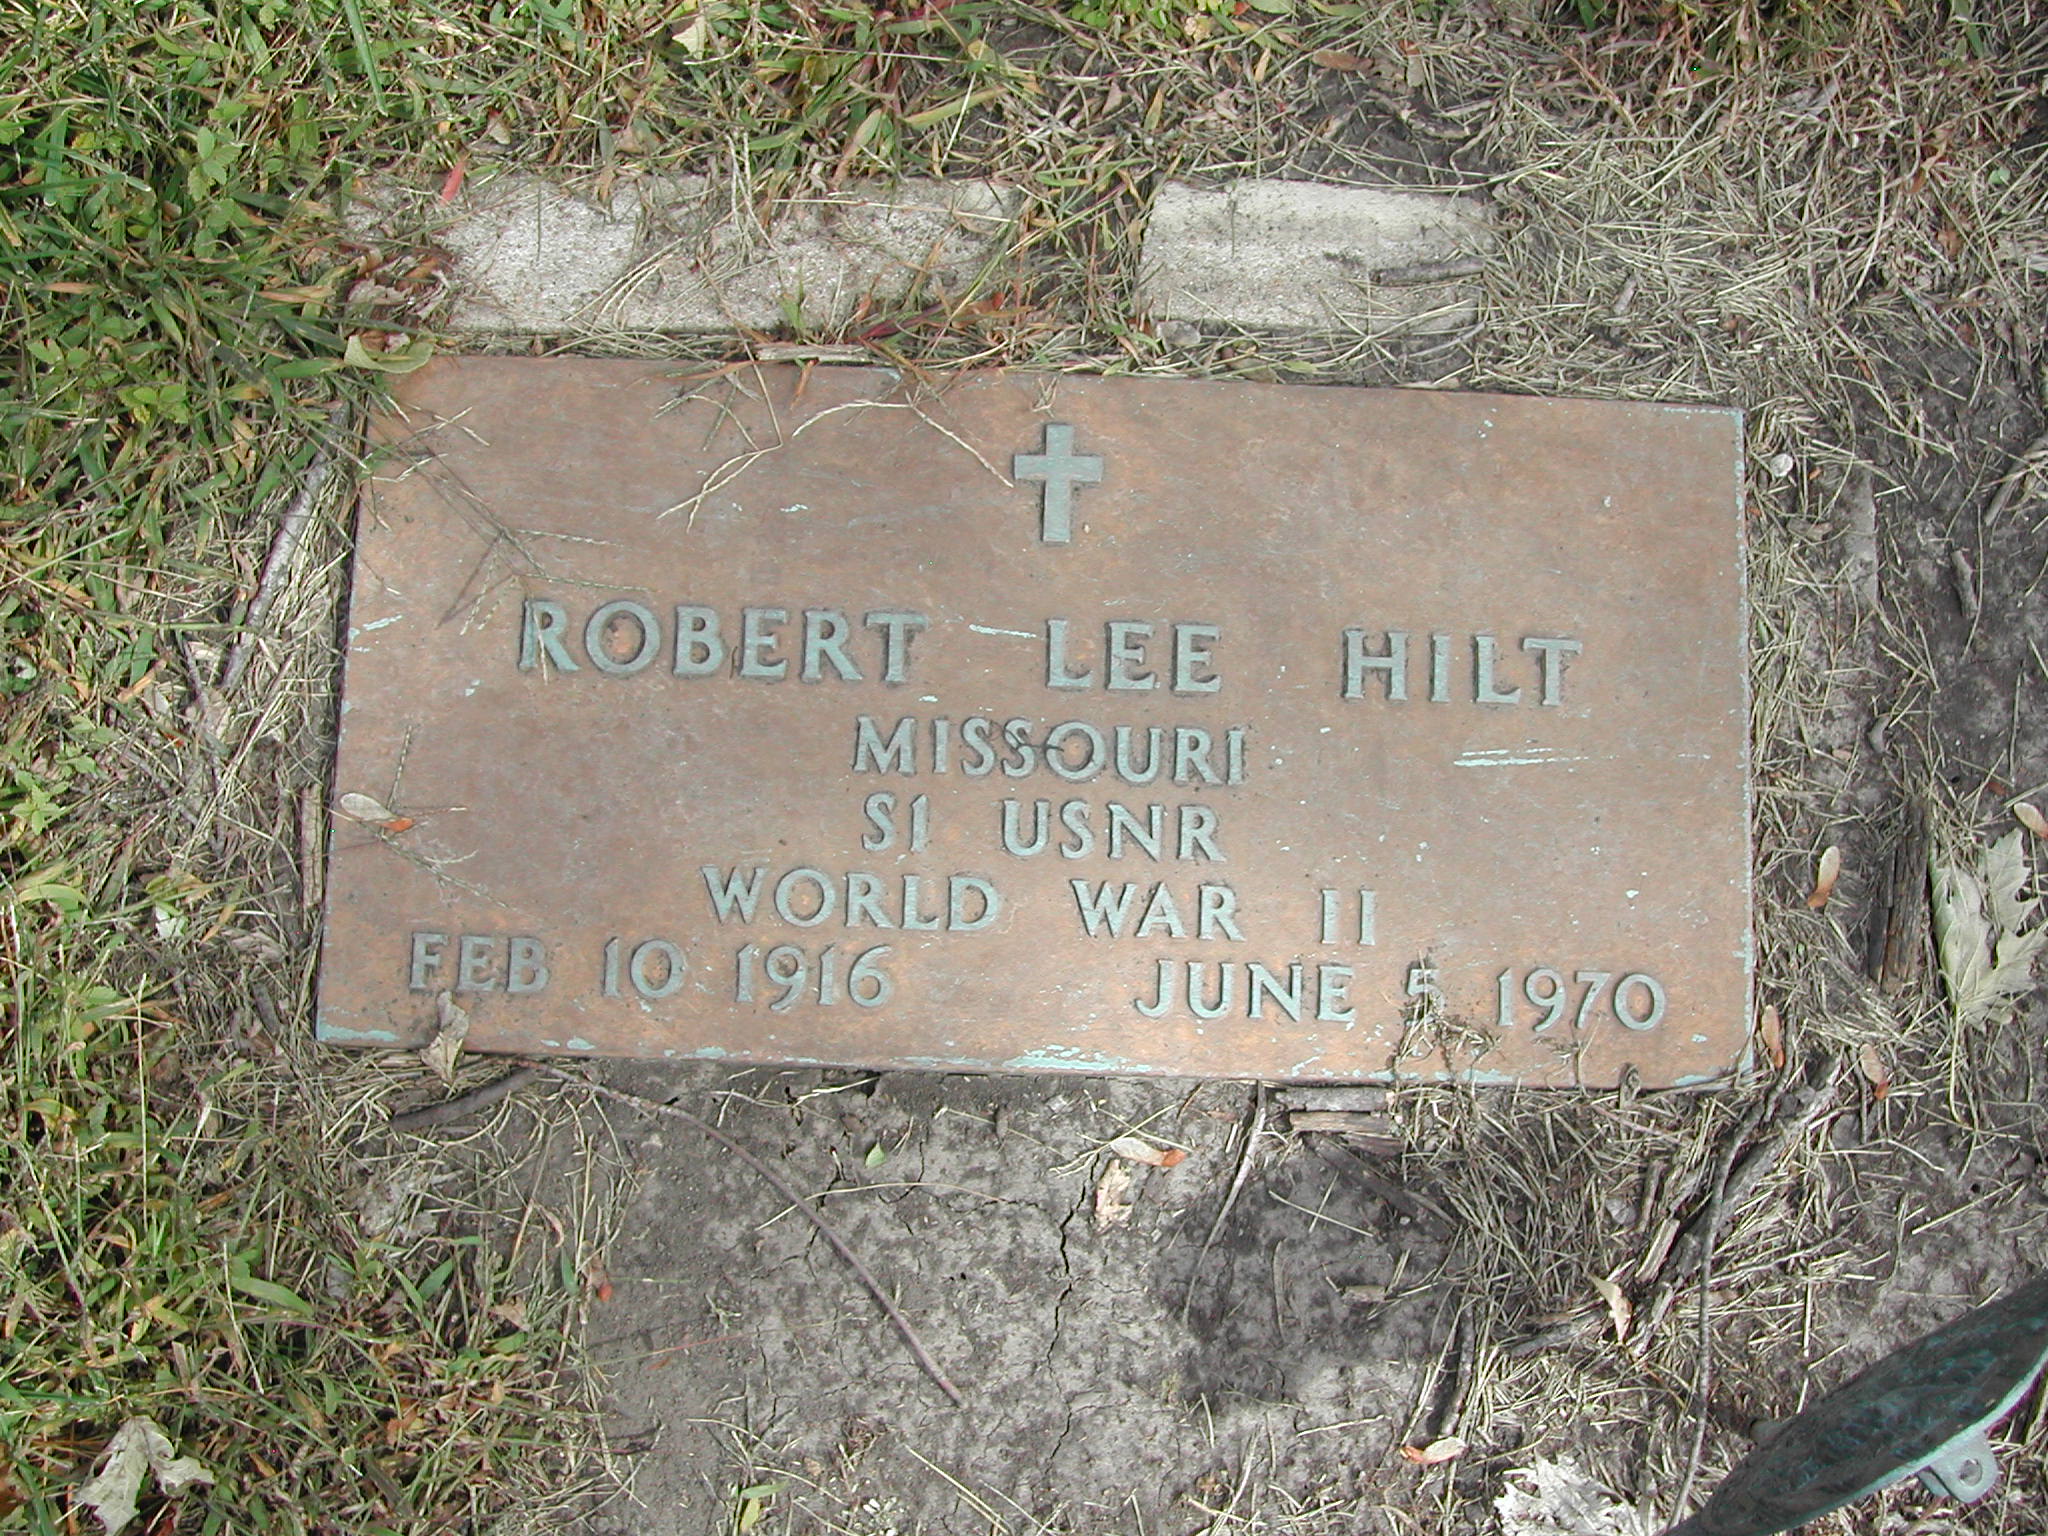 ROBERT LEE HILT
MISSOURI
S1 USNR
WORLD WAR II
FEB 10 1916 JUNE 5 1970